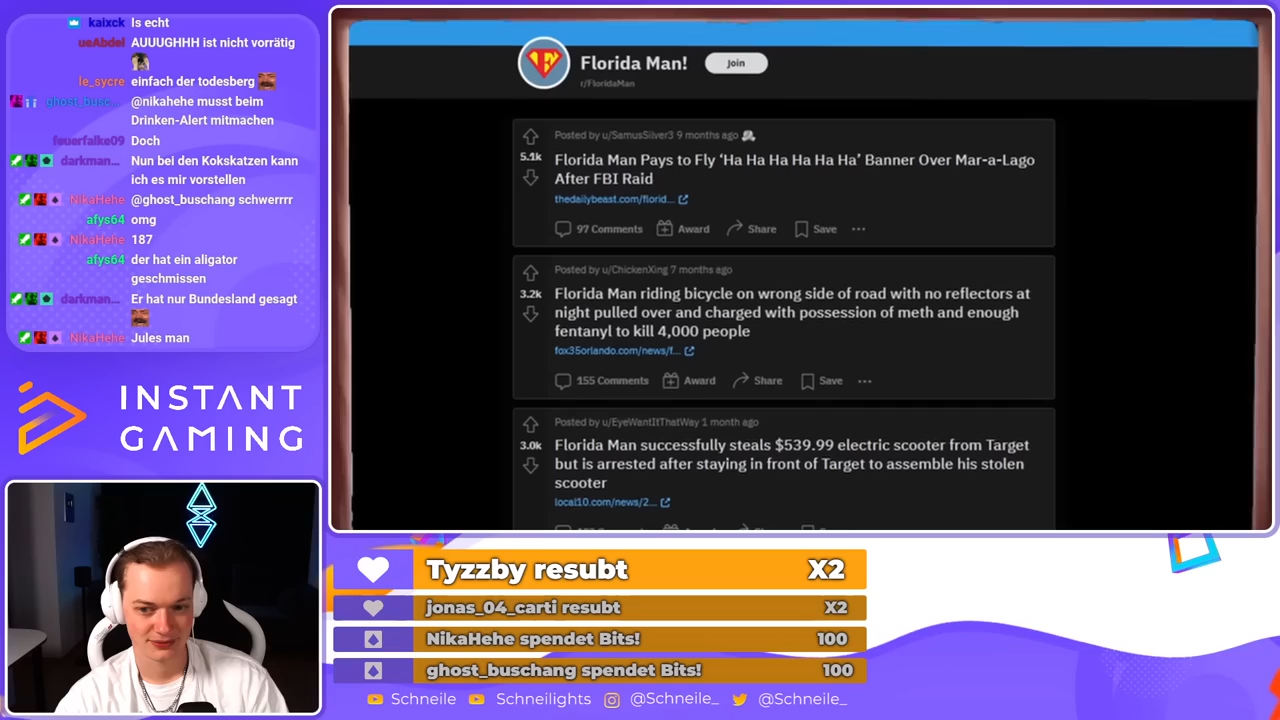 kaixck Is echt
ueAbdel AUUUGHHH ist nicht vorrätig
le_sycre einfach der todesberg
ghost_busc... @nikahehe musst beim
Drinken-Alert mitmachen
feuerfalke09 Doch
darkman... Nun bei den Kokskatzen kann
ich es mir vorstellen
NikaHehe @ghost_buschang schwerrrr
afys64 omg
NikaHehe 187
afys64 der hat ein aligator
geschmissen
darkman... Er hat nur Bundesland gesagt
NikaHehe Jules man
INSTANT
GAMING
Florida Man!
Join
r/FloridaMan
Posted by u/SamusSilver3 9 months ago
5.1k
Florida Man Pays to Fly ‘Ha Ha Ha Ha Ha Ha’ Banner Over Mar-a-Lago
After FBI Raid
thedailybeast.com/florid...
97 Comments Award Share Save
Posted by u/ChickenXing 7 months ago
3.2k
Florida Man riding bicycle on wrong side of road with no reflectors at
night pulled over and charged with possession of meth and enough
fentanyl to kill 4,000 people
fox35orlando.com/news/f...
155 Comments Award Share Save
Posted by u/EyeWantItThatWay 1 month ago
3.0k
Florida Man successfully steals $539.99 electric scooter from Target
but is arrested after staying in front of Target to assemble his stolen
scooter
local10.com/news/2...
Tyzzby resubt X2
jonas_04_carti resubt X2
NikaHehe spendet Bits! 100
ghost_buschang spendet Bits! 100
Schneile Schneilights @Schneile_ @Schneile_